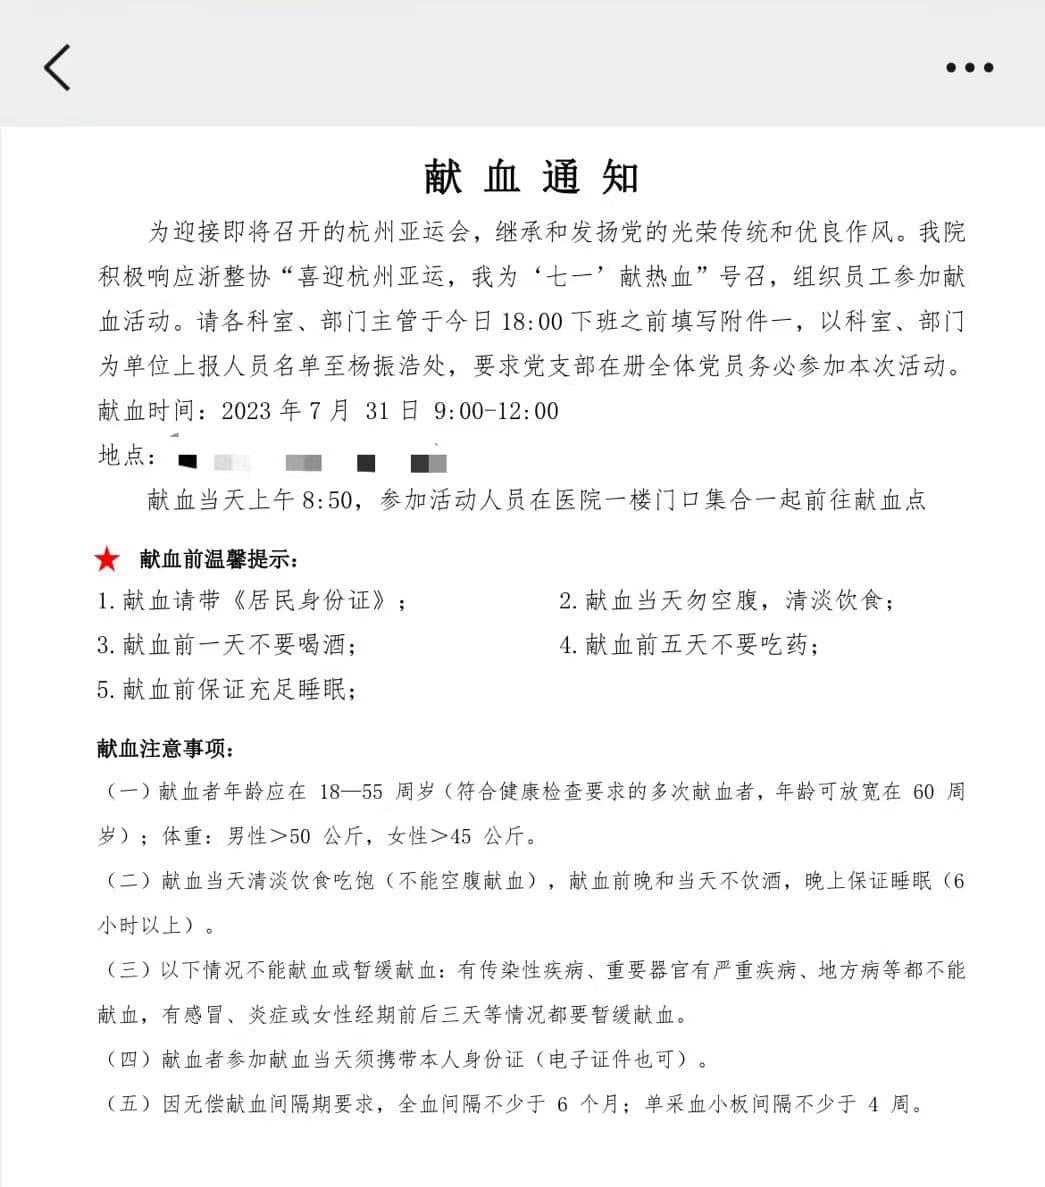 献血通知
为迎接即将召开的杭州亚运会，继承和发扬党的光荣传统和优良作风。我院
积极响应浙整协“喜迎杭州亚运，我为‘七一’献热血”号召，组织员工参加献
血活动。请各科室、部门主管于今日18:00下班之前填写附件一，以科室、部门
为单位上报人员名单至杨振浩处，要求党支部在册全体党员务必参加本次活动。
献血时间：2023年7月 31日 9:00-12:00
地点：
献血当天上午8:50，参加活动人员在医院一楼门口集合一起前往献血点
★ 献血前温馨提示：
1.献血请带《居民身份证》； 2.献血当天勿空腹，清淡饮食；
3.献血前一天不要喝酒； 4.献血前五天不要吃药；
5.献血前保证充足睡眠；
献血注意事项：
（一）献血者年龄应在 18—55 周岁（符合健康检查要求的多次献血者，年龄可放宽在 60 周
岁）；体重：男性＞50 公斤，女性＞45 公斤。
（二）献血当天清淡饮食吃饱（不能空腹献血），献血前晚和当天不饮酒，晚上保证睡眠（6
小时以上）。
（三）以下情况不能献血或暂缓献血：有传染性疾病、重要器官有严重疾病、地方病等都不能
献血，有感冒、炎症或女性经期前后三天等情况都要暂缓献血。
（四）献血者参加献血当天须携带本人身份证（电子证件也可）。
（五）因无偿献血间隔期要求，全血间隔不少于 6 个月；单采血小板间隔不少于 4 周。